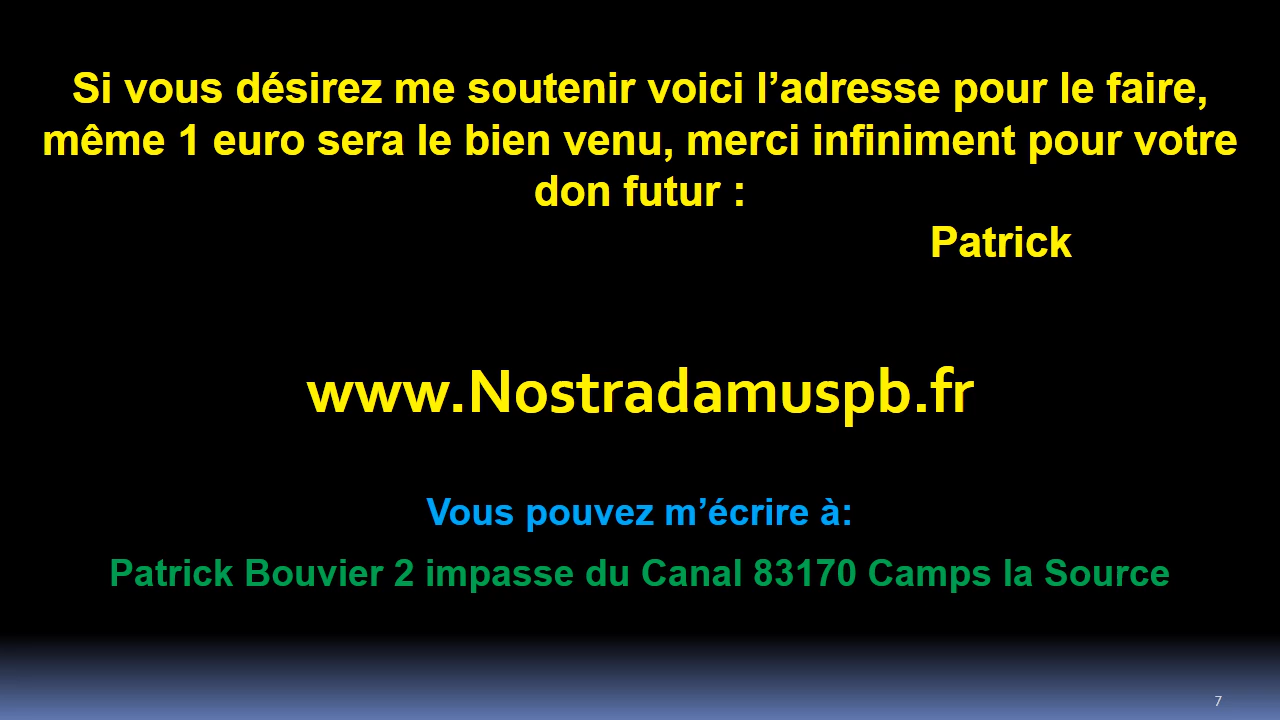 Si vous désirez me soutenir voici l’adresse pour le faire,
même 1 euro sera le bien venu, merci infiniment pour votre
don futur :
Patrick
www.Nostradamuspb.fr
Vous pouvez m’écrire à:
Patrick Bouvier 2 impasse du Canal 83170 Camps la Source
7